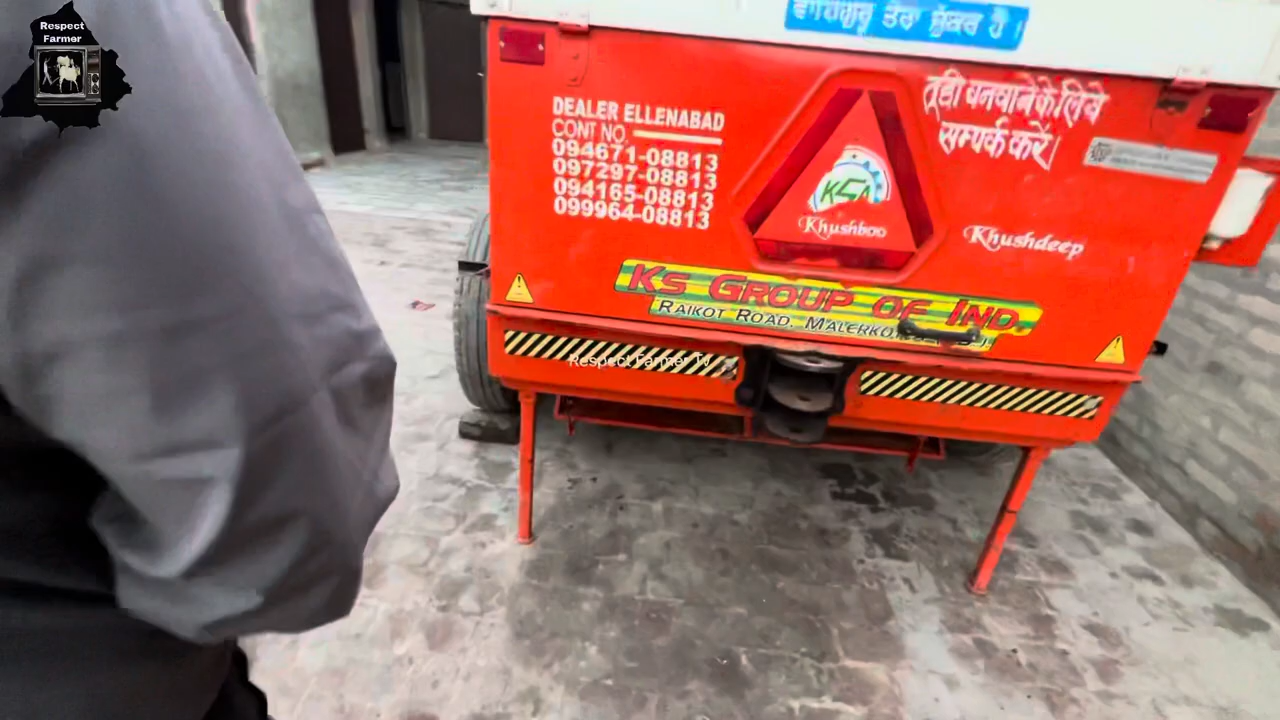 Respect
Farmer
ਵਾਹਿਗੁਰੂ ਤੇਰਾ ਸ਼ੁੱਕਰ ਹੈ।
DEALER ELLENABAD
CONT NO.
094671-08813
097297-08813
094165-08813
099964-08813
तूड़ी बनवाने के लिये
सम्पर्क करें।
KSA
Khushboo
Khushdeep
KS GROUP OF IND.
RAIKOT ROAD, 
Respect Farmer TV